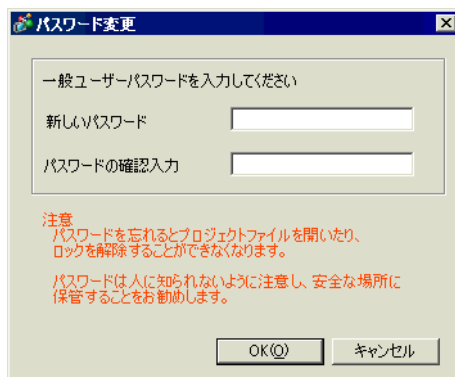 パスワード変更
一般ユーザーパスワードを入力してください
新しいパスワード
パスワードの確認入力
注意
パスワードを忘れるとプロジェクトファイルを開いたり、
ロックを解除することができなくなります。
パスワードは人に知られないように注意し、安全な場所に
保管することをお勧めします。
OK(O)
キャンセル